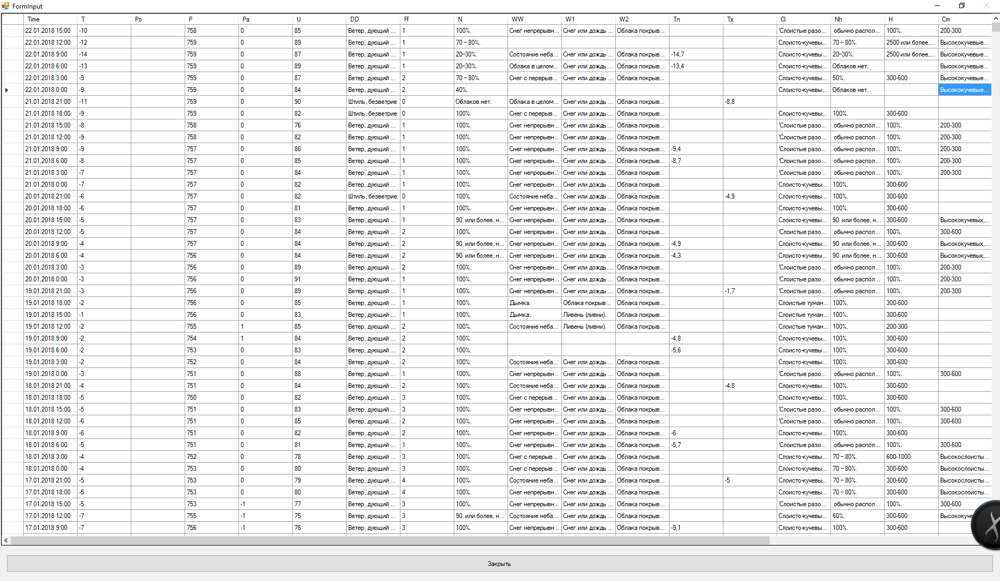 FormInput
Time T Po P Pa U DD Ff N WW W1 W2 Tn Tx Cl Nh H Cm
22.01.2018 15:00 -10 758 0 85 Ветер, дующий ... 1 100%. Снег непрерывн... Снег или дождь ... Облака покрыв... 'Слоистые разо... обычно распол... 100%. 200-300
22.01.2018 12:00 -12 759 0 89 Ветер, дующий ... 1 70 – 80%. Слоисто-кучевы... 70 – 80%. 2500 или более,... Высококучевые...
22.01.2018 9:00 -14 759 0 87 Ветер, дующий ... 1 20–30%. Состояние неба... Снег или дождь ... Облака покрыв... -14,7 Слоисто-кучевы... 20–30%. 2500 или более,... Высококучевые...
22.01.2018 6:00 -13 759 0 89 Ветер, дующий ... 1 20–30%. Облака в целом... Снег или дождь ... Облака покрыв... -13,4 Слоисто-кучевы... Облаков нет. Высококучевые...
22.01.2018 3:00 -9 759 0 87 Ветер, дующий ... 2 70 – 80%. Снег с перерыв... Снег или дождь ... Облака покрыв... Слоисто-кучевы... 50%. 300-600 Высококучевые...
22.01.2018 0:00 -9 759 0 84 Ветер, дующий ... 2 40%. Слоисто-кучевы... Облаков нет. Высококучевые...
21.01.2018 21:00 -11 759 0 90 Штиль, безветрие 0 Облаков нет. Облака в целом... Снег или дождь ... Облака покрыв... -8,8
21.01.2018 18:00 -9 759 0 82 Штиль, безветрие 0 100%. Снег с перерыв... Снег или дождь ... Облака покрыв... Слоисто-кучевы... 100%. 300-600
21.01.2018 15:00 -8 758 0 76 Ветер, дующий ... 1 100%. Снег непрерывн... Снег или дождь ... Облака покрыв... 'Слоистые разо... обычно распол... 100%. 200-300
21.01.2018 12:00 -9 758 0 82 Ветер, дующий ... 1 100%. Снег непрерывн... Снег или дождь ... Облака покрыв... 'Слоистые разо... обычно распол... 100%. 200-300
21.01.2018 9:00 -9 757 0 86 Ветер, дующий ... 1 100%. Снег непрерывн... Снег или дождь ... Облака покрыв... -9,4 'Слоистые разо... обычно распол... 100%. 200-300
21.01.2018 6:00 -8 757 0 85 Ветер, дующий ... 1 100%. Снег непрерывн... Снег или дождь ... Облака покрыв... -8,7 'Слоистые разо... обычно распол... 100%. 200-300
21.01.2018 3:00 -7 757 0 84 Ветер, дующий ... 1 100%. Снег непрерывн... Снег или дождь ... Облака покрыв... 'Слоистые разо... обычно распол... 100%. 200-300
21.01.2018 0:00 -7 757 0 82 Ветер, дующий ... 1 100%. Снег непрерывн... Снег или дождь ... Облака покрыв... Слоисто-кучевы... 100%. 300-600
20.01.2018 21:00 -6 757 0 82 Штиль, безветрие 0 100%. Состояние неба... Снег или дождь ... Облака покрыв... -4,9 Слоисто-кучевы... 100%. 300-600
20.01.2018 18:00 -6 757 0 81 Ветер, дующий ... 1 100%. Снег непрерывн... Снег или дождь ... Облака покрыв... Слоисто-кучевы... 100%. 300-600
20.01.2018 15:00 -5 757 0 83 Ветер, дующий ... 1 90 или более, н... Снег непрерывн... Снег или дождь ... Облака покрыв... Слоисто-кучевы... 90 или более, н... 300-600 Высококучевых,...
20.01.2018 12:00 -5 757 0 84 Ветер, дующий ... 2 100%. Снег непрерывн... Снег или дождь ... Облака покрыв... 'Слоистые разо... обычно распол... 100%. 300-600
20.01.2018 9:00 -4 757 0 84 Ветер, дующий ... 2 90 или более, н... Снег непрерывн... Снег или дождь ... Облака покрыв... -4,9 Слоисто-кучевы... 90 или более, н... 300-600 Высококучевых,...
20.01.2018 6:00 -4 756 0 84 Ветер, дующий ... 2 90 или более, н... Снег непрерывн... Снег или дождь ... Облака покрыв... -4,3 Слоисто-кучевы... 90 или более, н... 300-600 Высококучевых,...
20.01.2018 3:00 -3 756 0 89 Ветер, дующий ... 2 100%. Снег непрерывн... Снег или дождь ... Облака покрыв... 'Слоистые разо... обычно распол... 100%. 200-300
20.01.2018 0:00 -3 756 0 91 Ветер, дующий ... 1 100%. Снег непрерывн... Снег или дождь ... Облака покрыв... 'Слоистые разо... обычно распол... 100%. 200-300
19.01.2018 21:00 -3 756 0 89 Ветер, дующий ... 1 100%. Снег непрерывн... Снег или дождь ... Облака покрыв... -1,7 'Слоистые разо... обычно распол... 100%. 200-300
19.01.2018 18:00 -2 756 0 85 Ветер, дующий ... 1 100%. Дымка. Облака покрыв... Облака покрыв... Слоистые туман... 100%. 300-600
19.01.2018 15:00 -1 756 0 83 Ветер, дующий ... 1 100%. Дымка. Ливень (ливни). Облака покрыв... Слоистые туман... 100%. 300-600
19.01.2018 12:00 -2 755 1 85 Ветер, дующий ... 2 100%. Состояние неба... Ливень (ливни). Облака покрыв... Слоистые туман... 100%. 200-300
19.01.2018 9:00 -2 754 1 84 Ветер, дующий ... 2 100%. -4,8 Слоисто-кучевы... 100%. 300-600
19.01.2018 6:00 -2 753 0 83 Ветер, дующий ... 2 100%. -5,6 Слоисто-кучевы... 100%. 300-600
19.01.2018 3:00 -2 752 0 84 Ветер, дующий ... 2 100%. Состояние неба... Снег или дождь ... Облака покрыв... Слоисто-кучевы... 100%. 300-600
19.01.2018 0:00 -3 751 0 88 Ветер, дующий ... 1 100%. Снег непрерывн... Снег или дождь ... Облака покрыв... 'Слоистые разо... обычно распол... 100%. 300-600
18.01.2018 21:00 -4 751 0 84 Ветер, дующий ... 2 100%. Состояние неба... Снег или дождь ... Облака покрыв... -4,8 Слоисто-кучевы... 100%. 300-600
18.01.2018 18:00 -5 750 0 82 Ветер, дующий ... 3 100%. Снег с перерыв... Снег или дождь ... Облака покрыв... Слоисто-кучевы... 100%. 300-600
18.01.2018 15:00 -5 751 0 83 Ветер, дующий ... 3 100%. Снег непрерывн... Снег или дождь ... Облака покрыв... 'Слоистые разо... обычно распол... 100%. 300-600
18.01.2018 12:00 -6 751 0 85 Ветер, дующий ... 2 100%. Снег непрерывн... Снег или дождь ... Облака покрыв... 'Слоистые разо... обычно распол... 100%. 300-600
18.01.2018 9:00 -6 751 0 82 Ветер, дующий ... 2 100%. Снег непрерывн... Снег или дождь ... Облака покрыв... -6 Слоисто-кучевы... 100%. 300-600
18.01.2018 6:00 -5 751 0 81 Ветер, дующий ... 1 100%. Снег непрерывн... Снег или дождь ... Облака покрыв... -5,7 'Слоистые разо... обычно распол... 100%. 300-600
18.01.2018 3:00 -4 752 0 78 Ветер, дующий ... 3 100%. Снег с перерыв... Снег или дождь ... Облака покрыв... Слоисто-кучевы... 70 – 80%. 600-1000 Высокослоисты...
18.01.2018 0:00 -4 753 0 80 Ветер, дующий ... 3 100%. Снег с перерыв... Снег или дождь ... Облака покрыв... Слоисто-кучевы... 70 – 80%. 300-600 Высокослоисты...
17.01.2018 21:00 -5 753 0 79 Ветер, дующий ... 4 100%. Состояние неба... Снег или дождь ... Облака покрыв... -5 Слоисто-кучевы... 70 – 80%. 300-600 Высокослоисты...
17.01.2018 18:00 -5 753 0 80 Ветер, дующий ... 4 100%. Снег непрерывн... Снег или дождь ... Облака покрыв... Слоисто-кучевы... 70 – 80%. 300-600 Высокослоисты...
17.01.2018 15:00 -5 753 -1 77 Ветер, дующий ... 3 100%. Снег непрерывн... Снег или дождь ... Облака покрыв... 'Слоистые разо... обычно распол... 100%. 300-600
17.01.2018 12:00 -7 755 -1 75 Ветер, дующий ... 3 90 или более, н... Состояние неба... Снег или дождь ... Облака покрыв... Слоисто-кучевы... 60%. 300-600 Высококуче
17.01.2018 9:00 -7 756 -1 76 Ветер, дующий ... 3 100%. Снег непрерывн... Снег или дождь ... Облака покрыв... -9,1 Слоисто-кучевы... 100%. 300-600
Закрыть